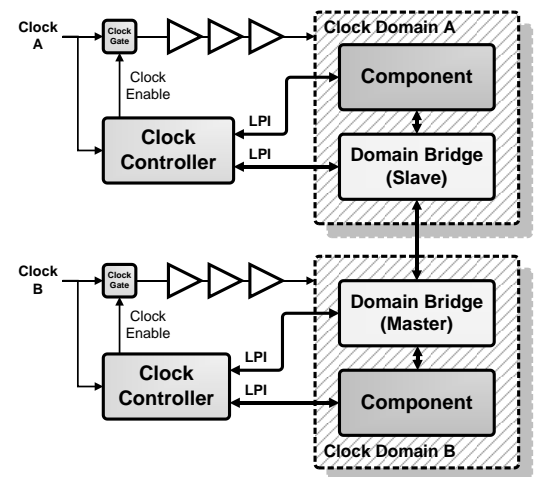 Clock
A
Clock
Gate
Clock
Enable
Clock
Controller
LPI
LPI
Clock Domain A
Component
Domain Bridge
(Slave)
Clock
B
Clock
Gate
Clock
Enable
Clock
Controller
LPI
LPI
Domain Bridge
(Master)
Component
Clock Domain B